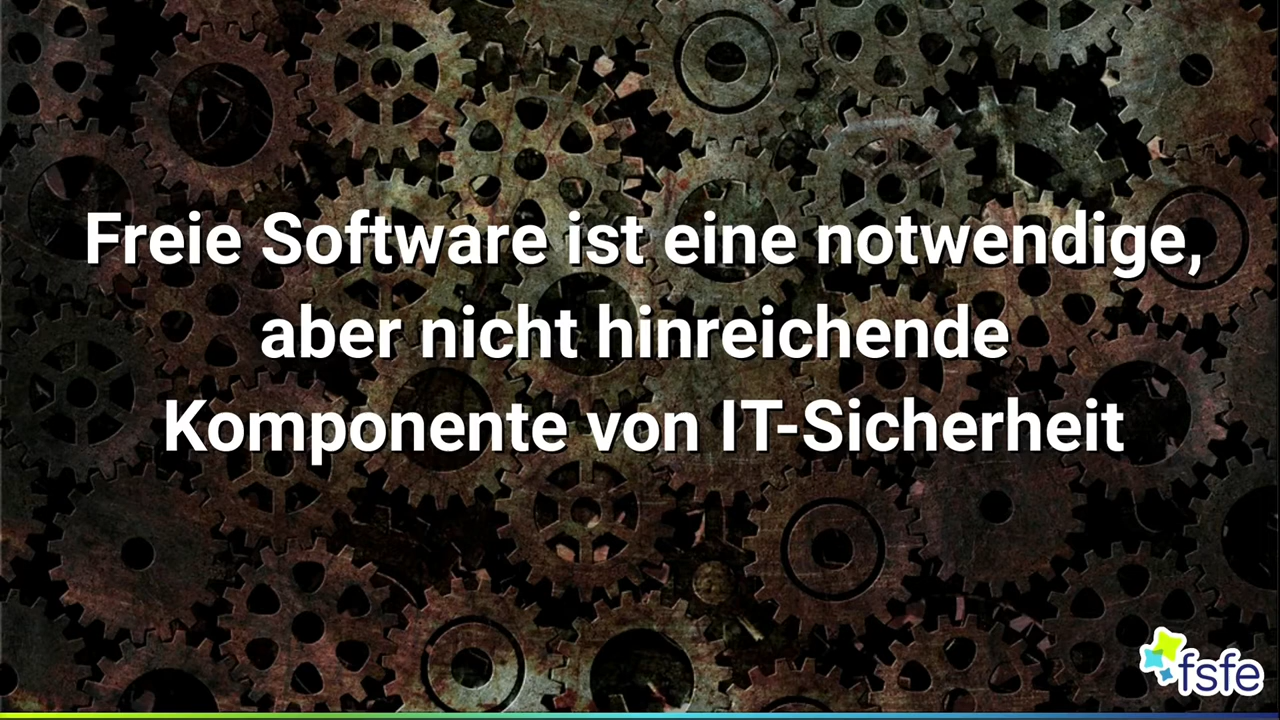 Freie Software ist eine notwendige,
aber nicht hinreichende
Komponente von IT-Sicherheit
fsfe